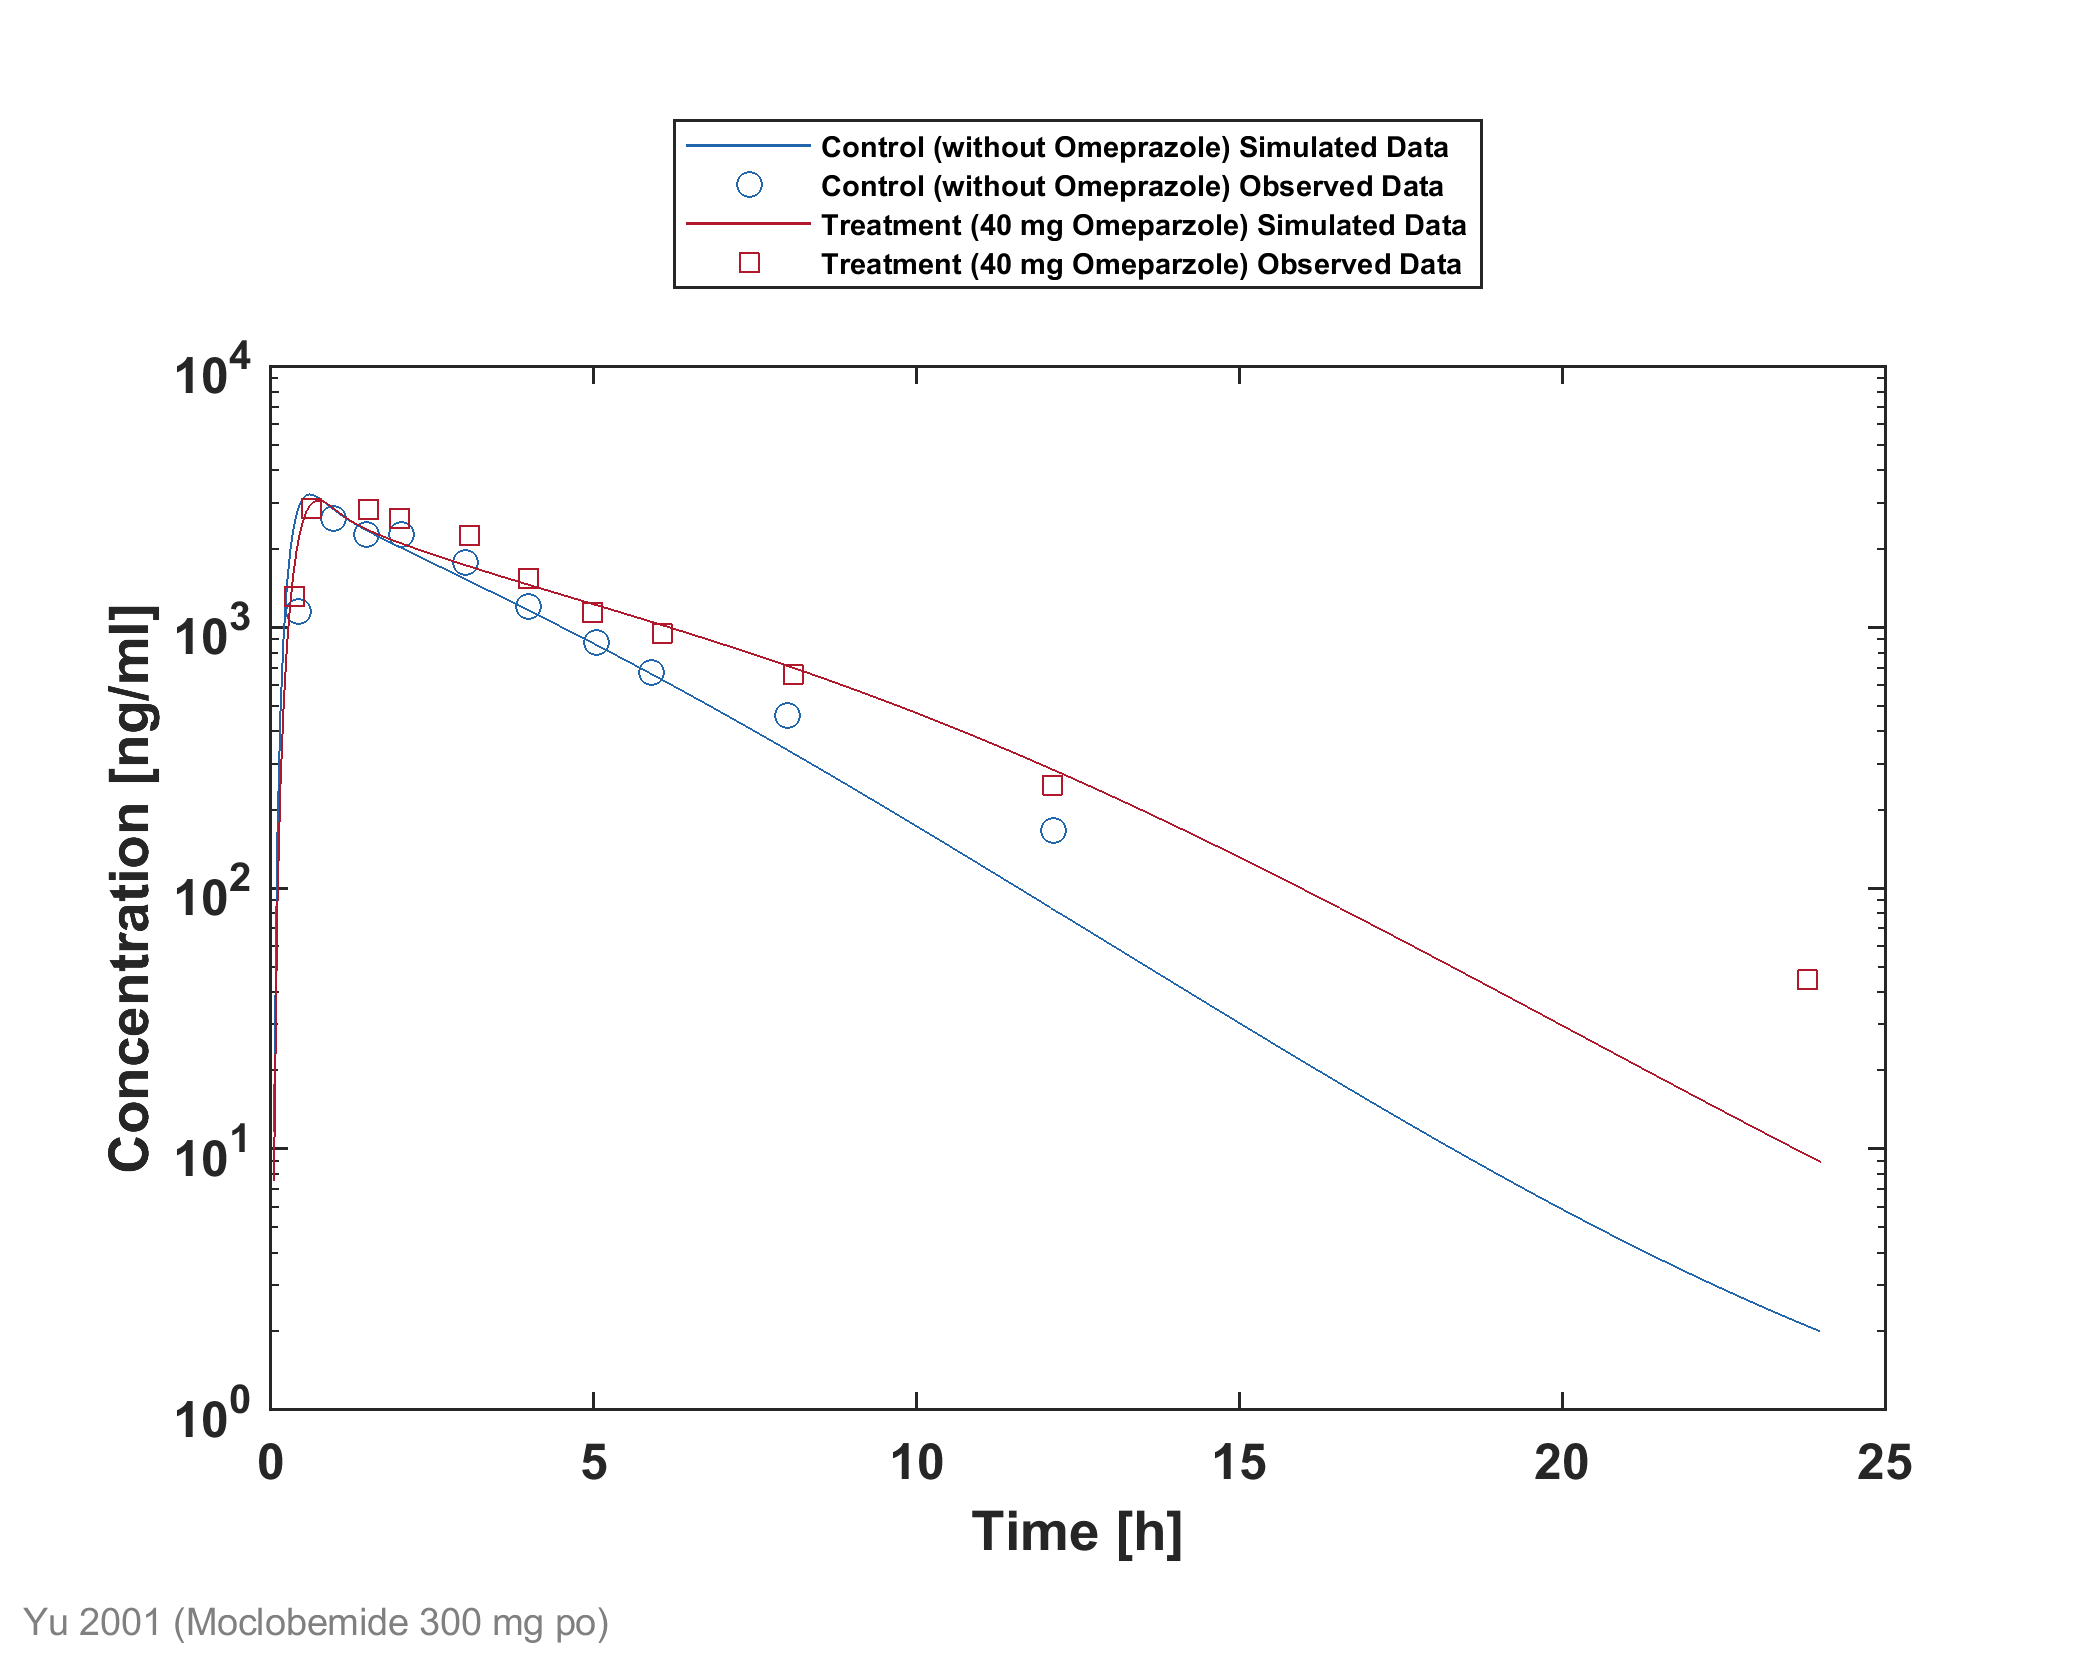 Control (without Omeprazole) Simulated Data
Control (without Omeprazole) Observed Data
Treatment (40 mg Omeparzole) Simulated Data
Treatment (40 mg Omeparzole) Observed Data
10^4
10^3
10^2
10^1
10^0
Concentration [ng/ml]
0 5 10 15 20 25
Time [h]
Yu 2001 (Moclobemide 300 mg po)